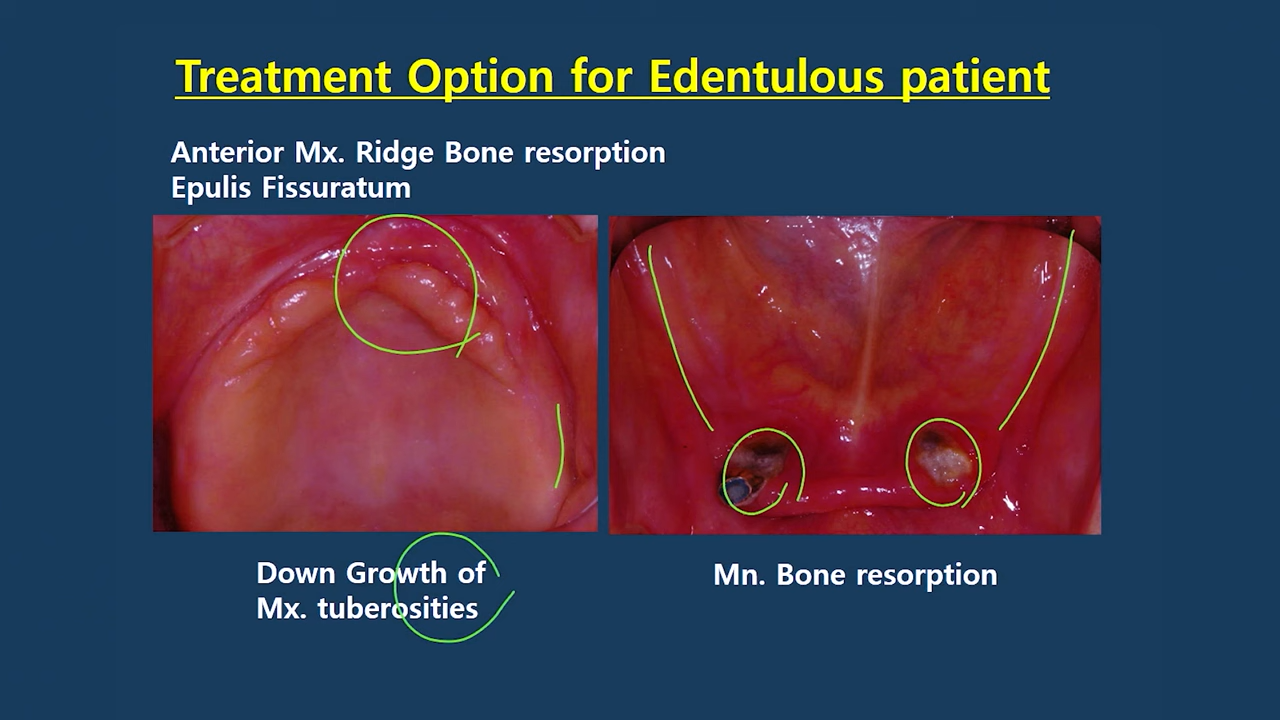 Treatment Option for Edentulous patient
Anterior Mx. Ridge Bone resorption
Epulis Fissuratum
Down Growth of
Mx. tuberosities
Mn. Bone resorption